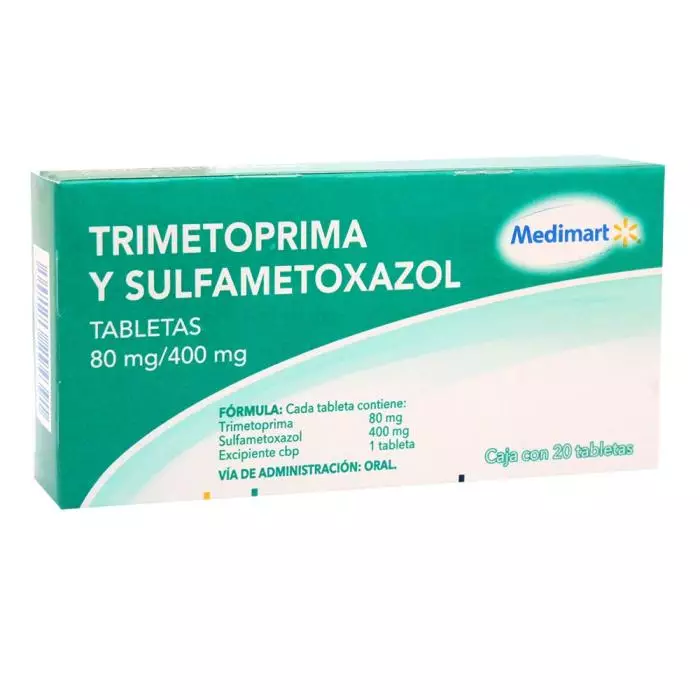 TRIMETOPRIMA
Y SULFAMETOXAZOL
TABLETAS
80 mg/400 mg
Medimart
FÓRMULA: Cada tableta contiene:
Trimetoprima 80 mg
Sulfametoxazol 400 mg
Excipiente cbp 1 tableta
VÍA DE ADMINISTRACIÓN: ORAL.
Caja con 20 tabletas